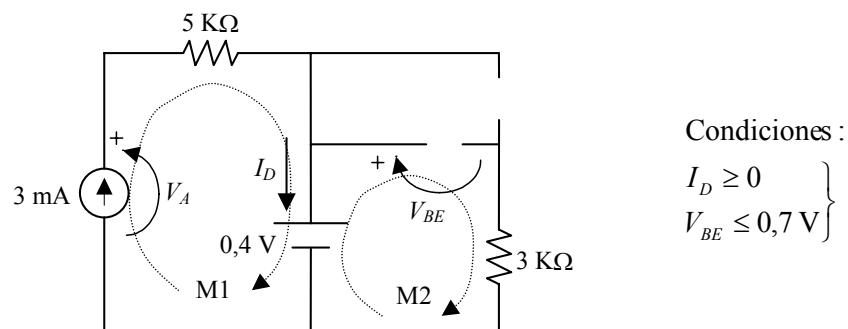 5 KΩ
+
3 mA
V_A
I_D
0,4 V
M1
+
V_BE
M2
3 KΩ
Condiciones :
I_D ≥ 0
V_BE ≤ 0,7 V